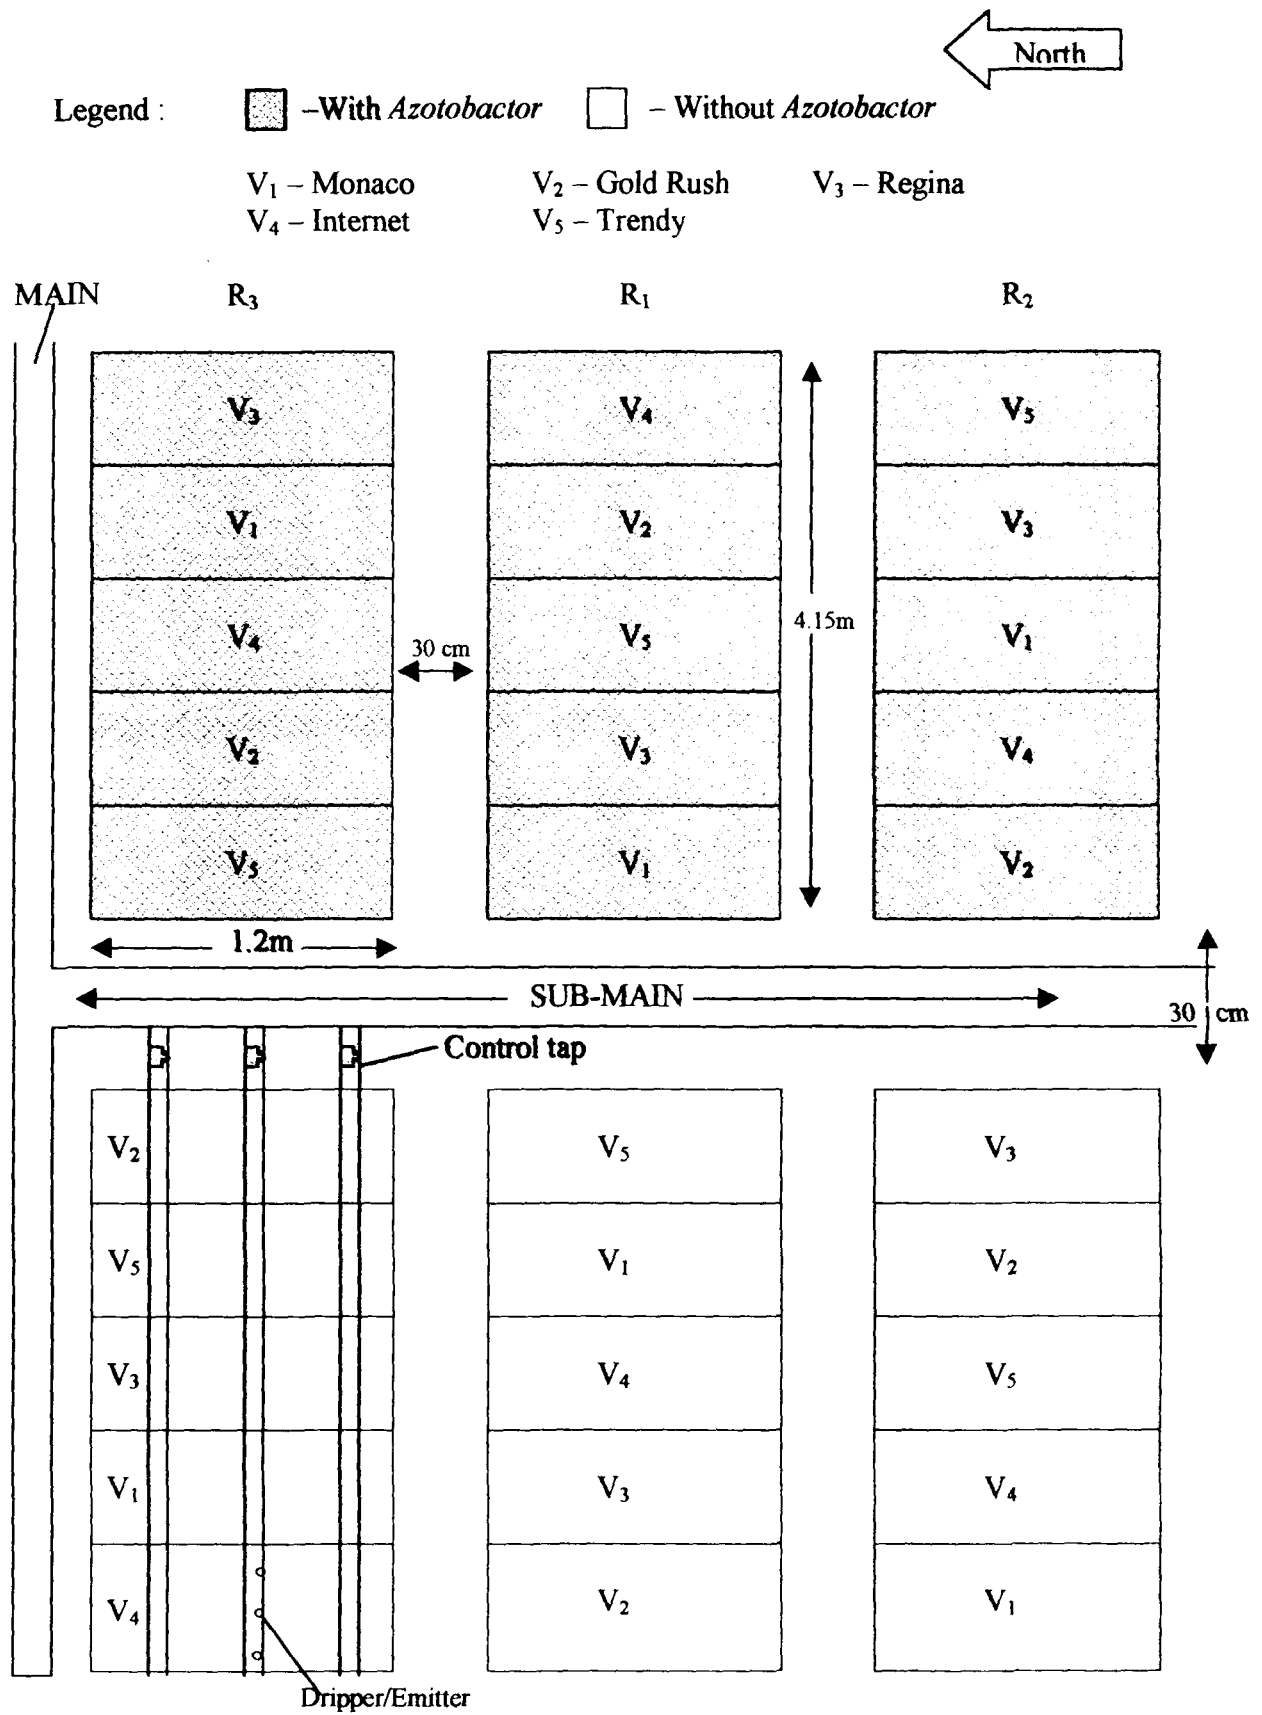 North
Legend : –With Azotobactor – Without Azotobactor
V₁ – Monaco V₂ – Gold Rush V₃ – Regina
V₄ – Internet V₅ – Trendy
MAIN R₃ R₁ R₂
V₃ V₄ V₅
V₁ V₂ V₃
V₄ 30 cm V₅ 4.15m V₁
V₂ V₃ V₄
V₅ V₁ V₂
1.2m
SUB-MAIN
30 cm
Control tap
V₂ V₅ V₃
V₅ V₁ V₂
V₃ V₄ V₅
V₁ V₃ V₄
V₄ V₂ V₁
Dripper/Emitter